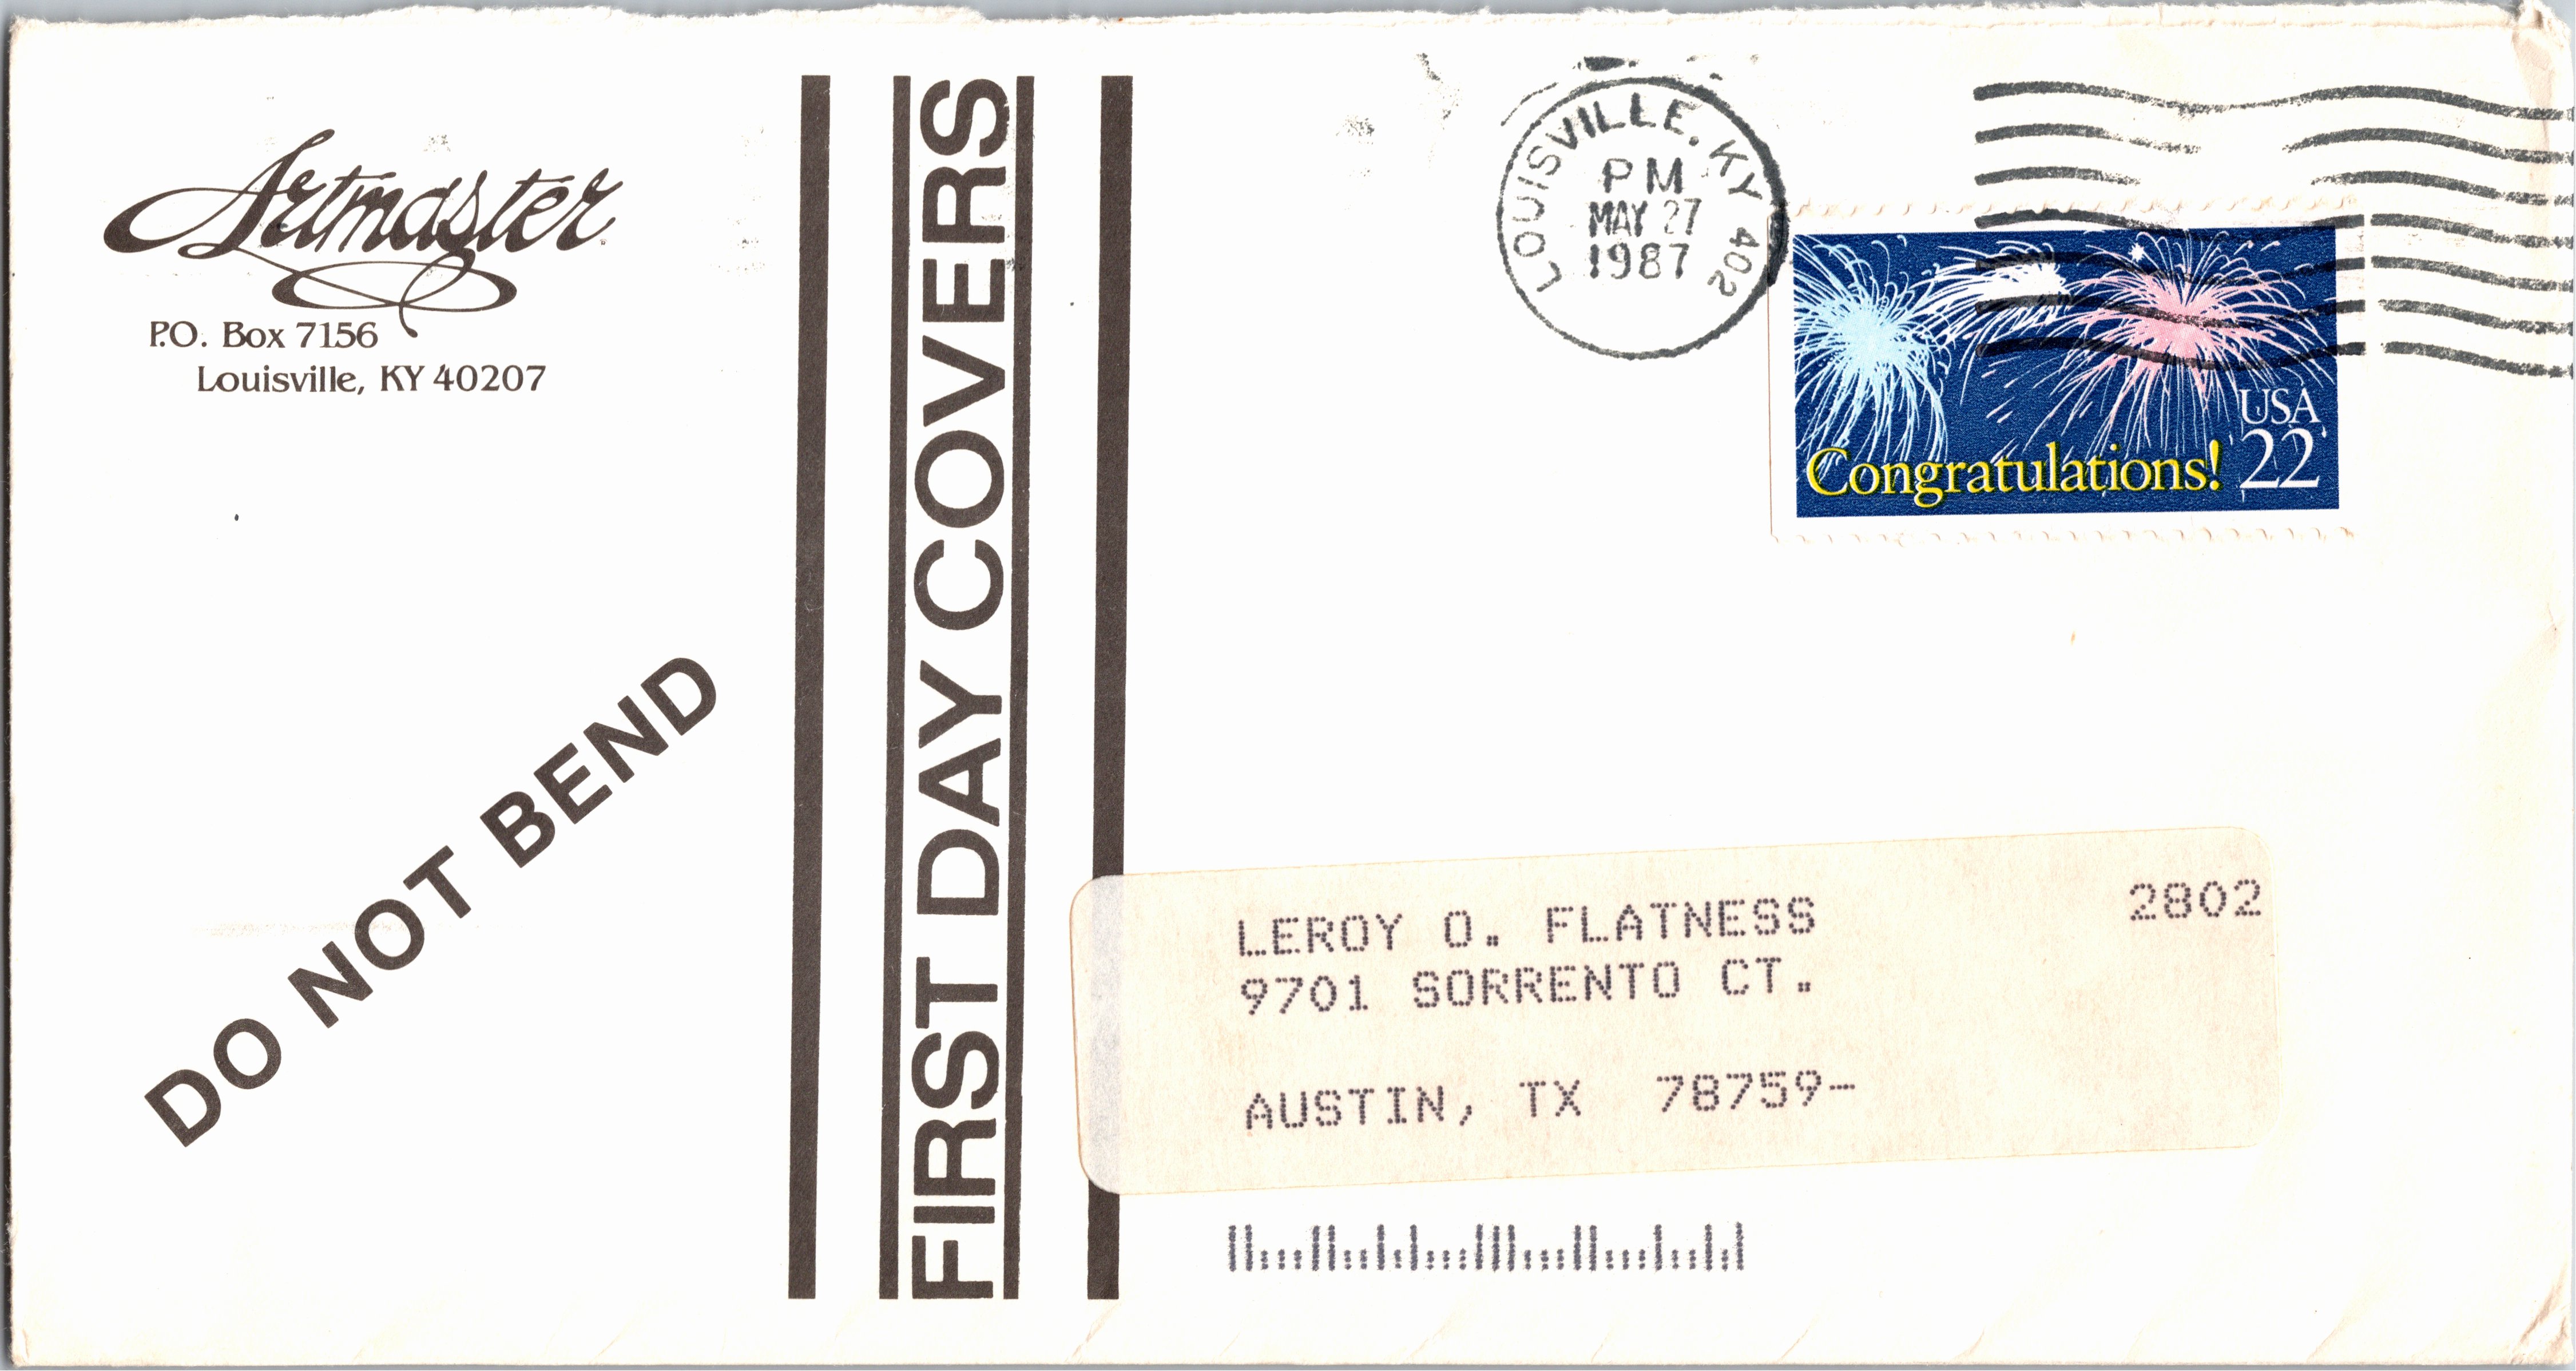 Artmaster
P.O. Box 7156
Louisville, KY 40207
DO NOT BEND
FIRST DAY COVERS
LOUISVILLE, KY 402
PM
MAY 27
1987
USA
22
Congratulations!
LEROY O. FLATNESS 2802
9701 SORRENTO CT.
AUSTIN, TX 78759-